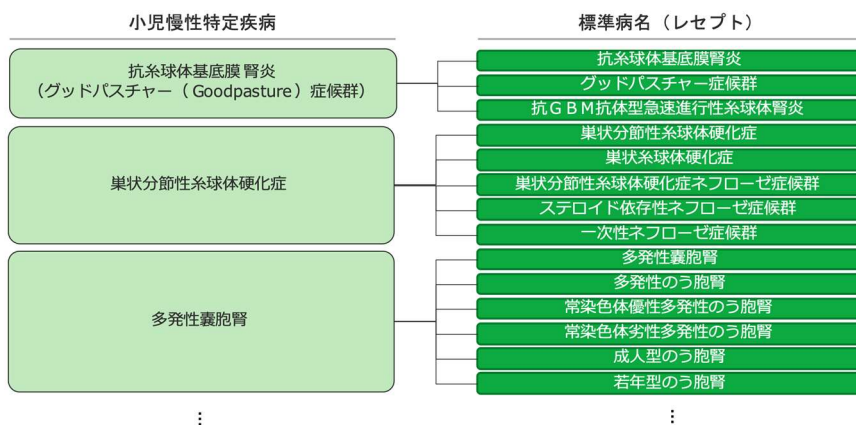 小児慢性特定疾病
標準病名（レセプト）
抗糸球体基底膜腎炎
（グッドパスチャー（Goodpasture）症候群）
抗糸球体基底膜腎炎
グッドパスチャー症候群
抗ＧＢＭ抗体型急速進行性糸球体腎炎
巣状分節性糸球体硬化症
巣状分節性糸球体硬化症
巣状糸球体硬化症
巣状分節性糸球体硬化症ネフローゼ症候群
ステロイド依存性ネフローゼ症候群
一次性ネフローゼ症候群
多発性嚢胞腎
多発性嚢胞腎
多発性のう胞腎
常染色体優性多発性のう胞腎
常染色体劣性多発性のう胞腎
成人型のう胞腎
若年型のう胞腎
⋮
⋮